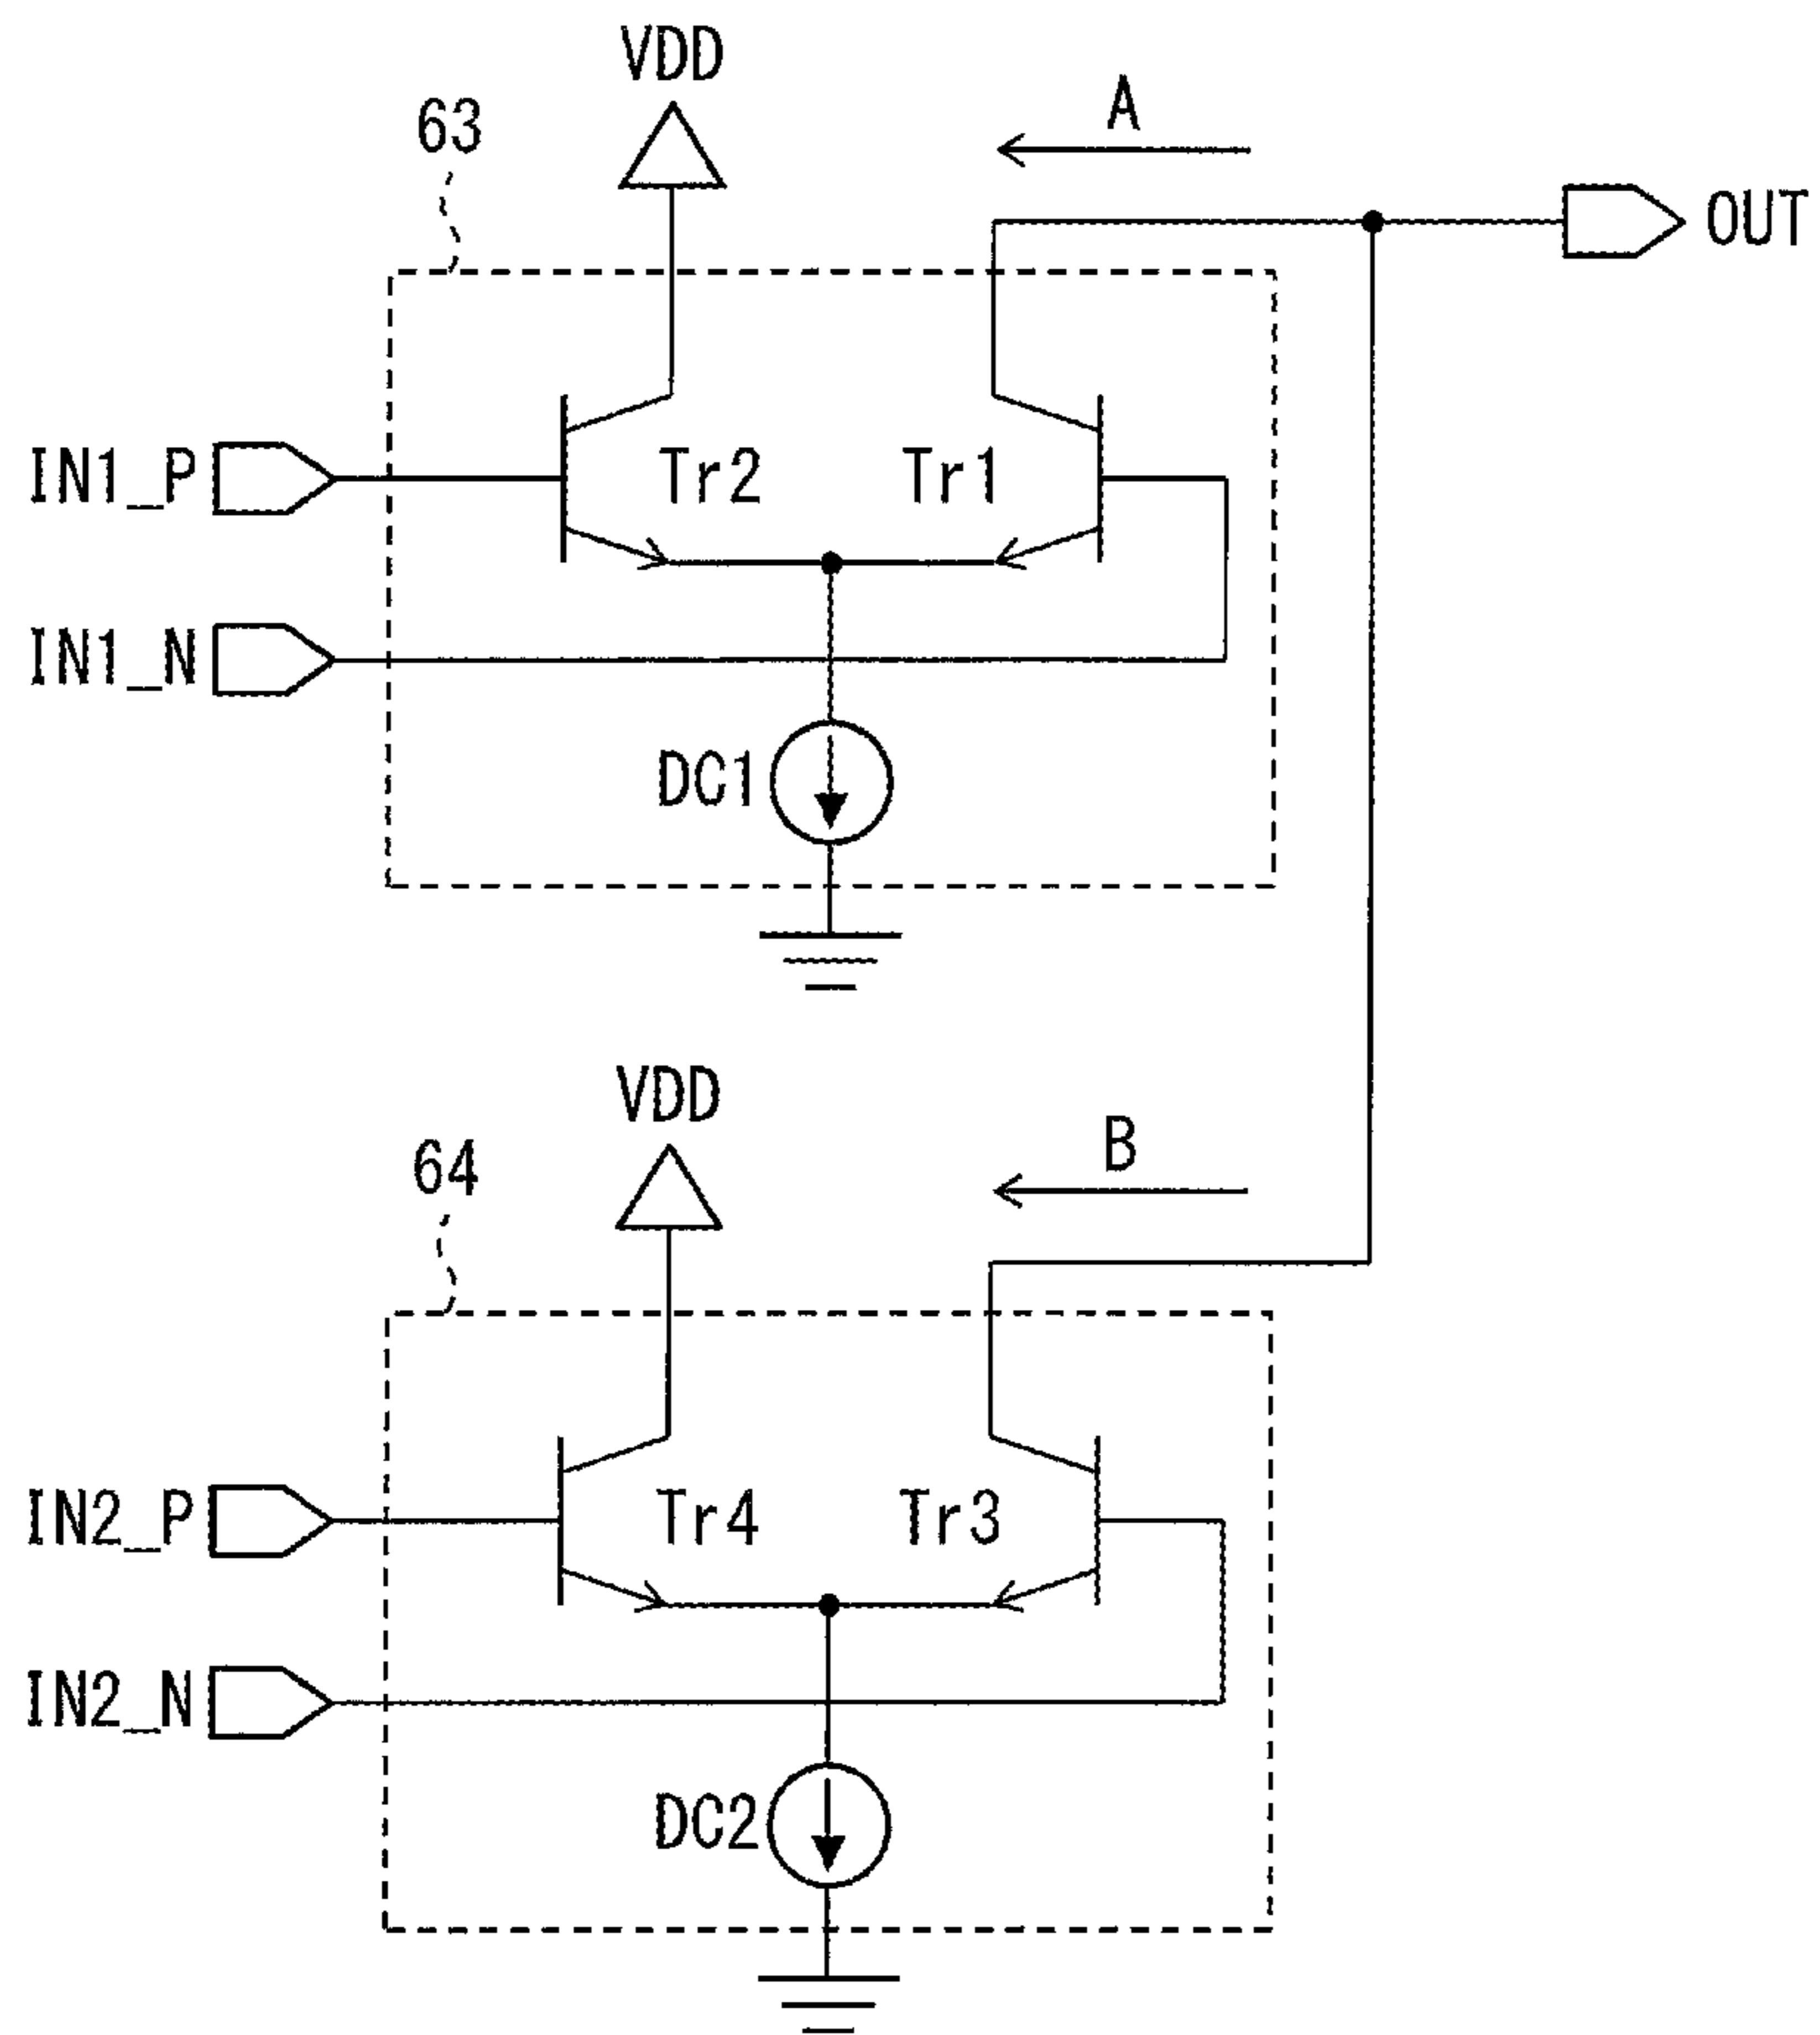 VDD
63
A
OUT
IN1_P
Tr2
Tr1
IN1_N
DC1
VDD
64
B
IN2_P
Tr4
Tr3
IN2_N
DC2